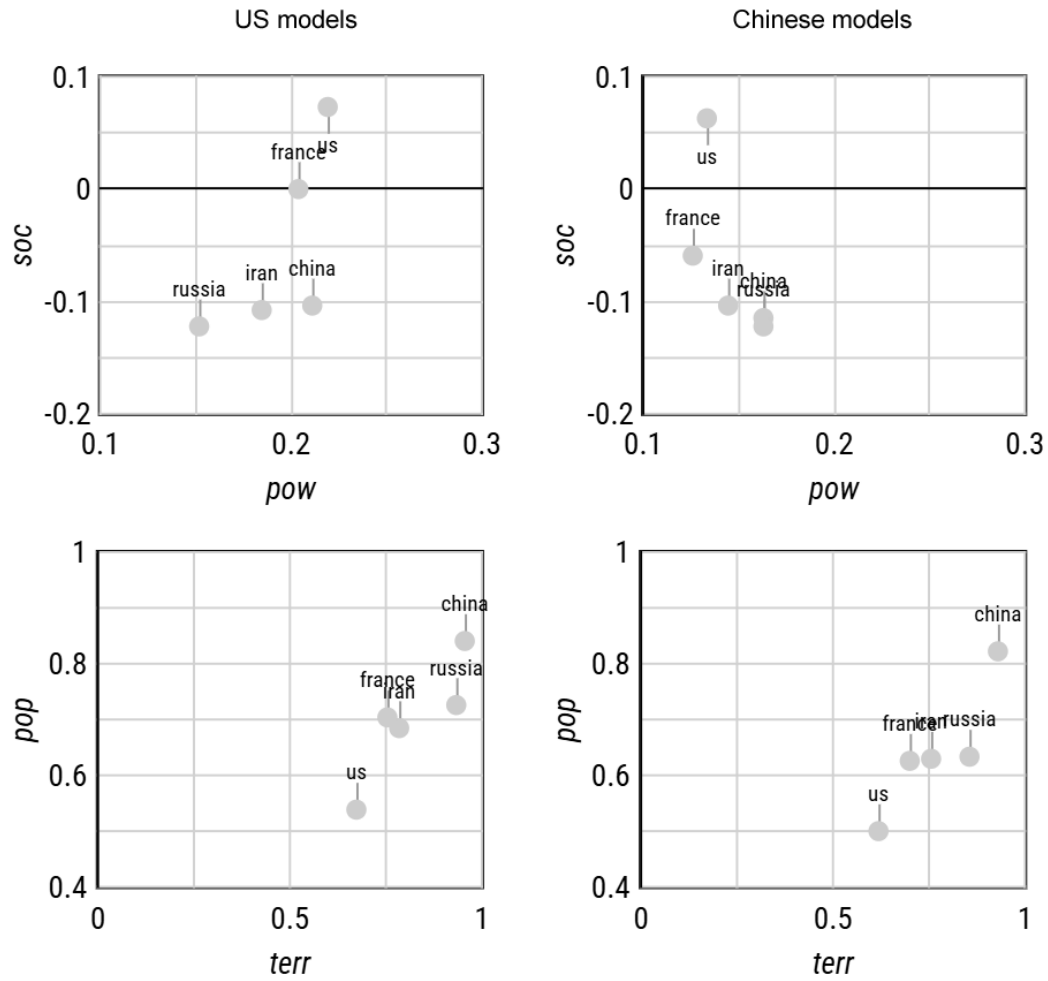 US models
Chinese models
0.1
us
france
0
soc
china
iran
russia
-0.1
-0.2
0.1
0.2
0.3
pow
0.1
us
0
france
soc
iran
china
russia
-0.1
-0.2
0.1
0.2
0.3
pow
1
china
0.8
russia
france
iran
pop
us
0.6
0.4
0
0.5
1
terr
1
china
0.8
france
iran
russia
pop
us
0.6
0.4
0
0.5
1
terr